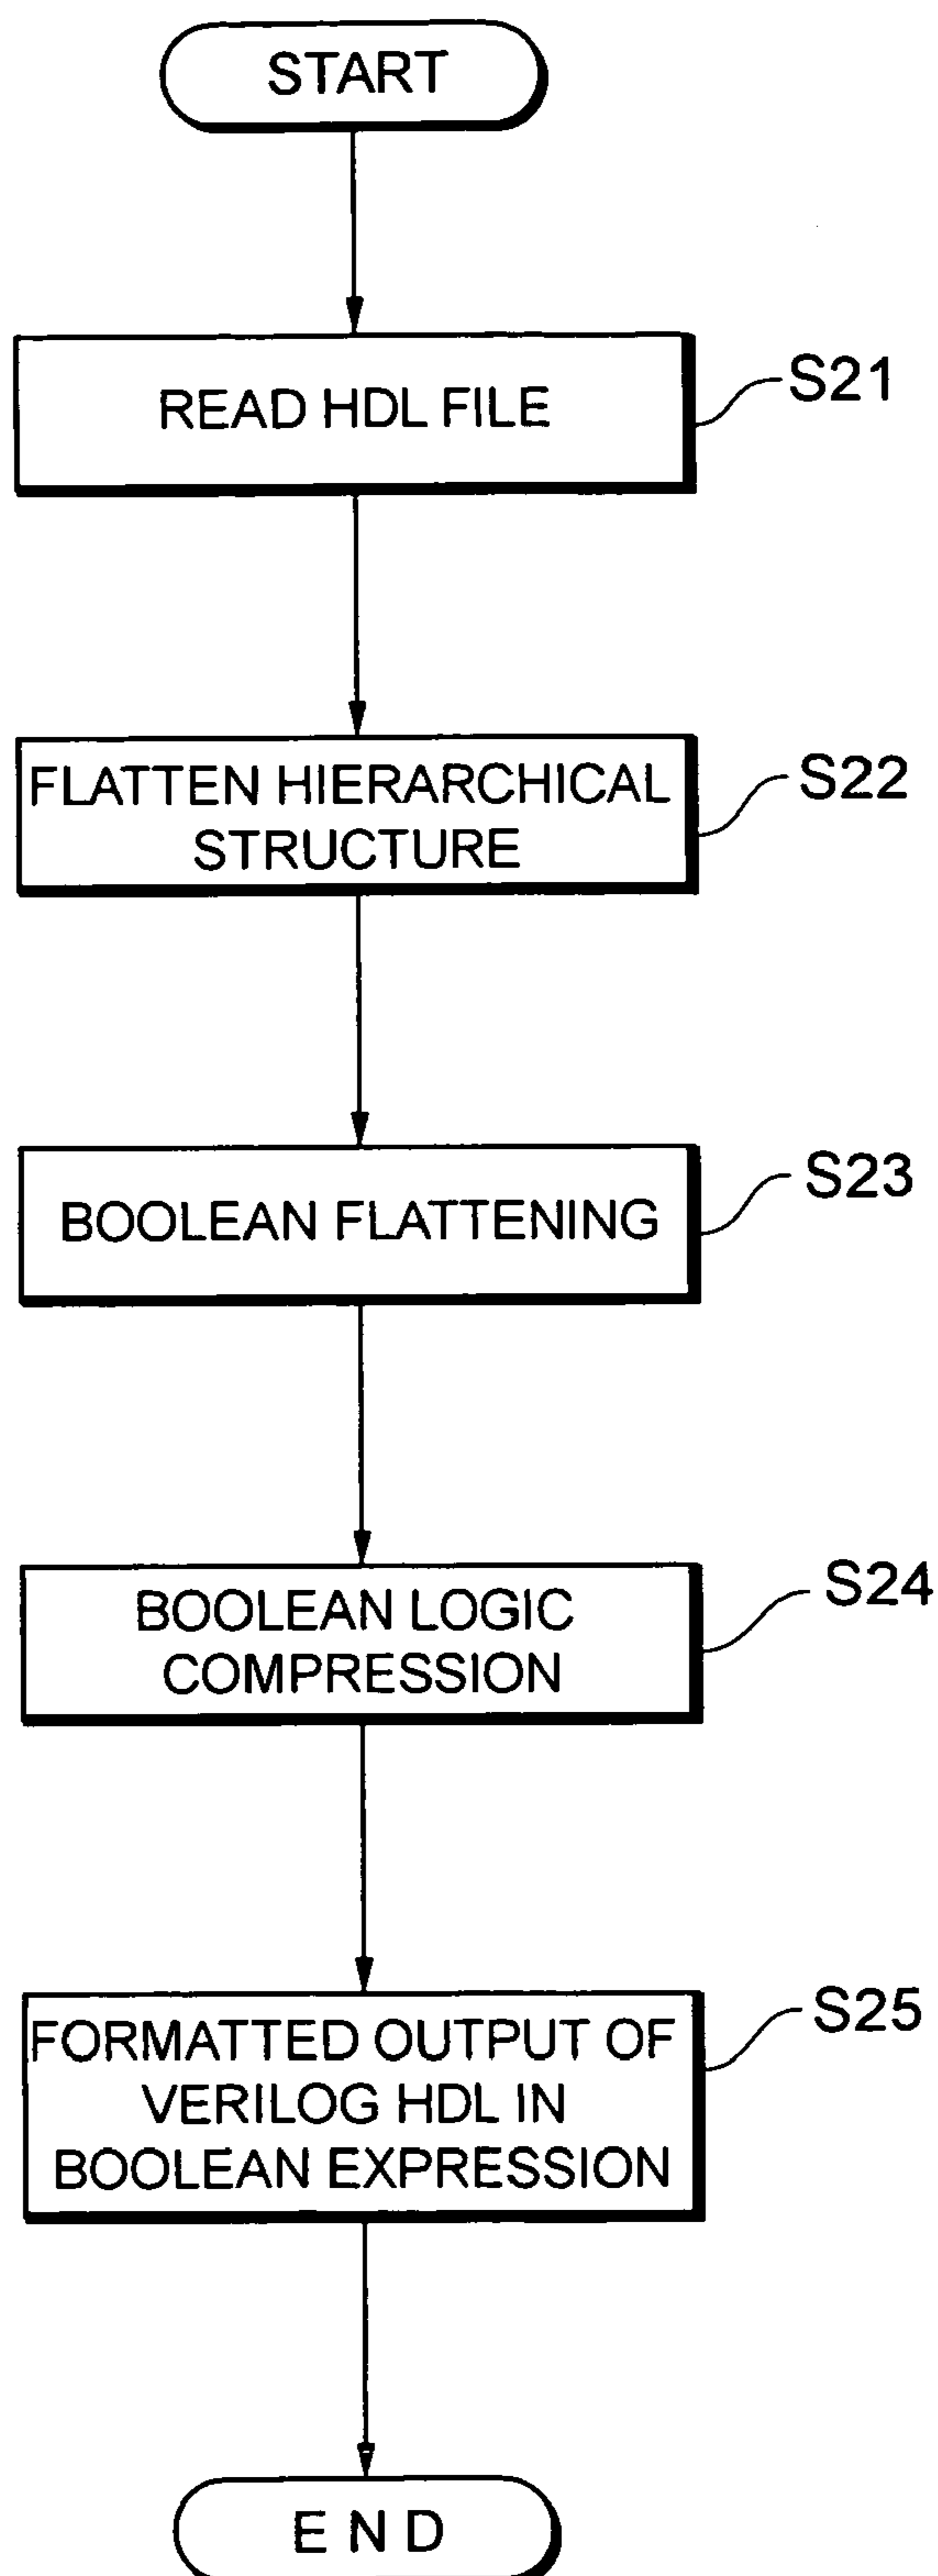 START
READ HDL FILE
S21
FLATTEN HIERARCHICAL
STRUCTURE
S22
BOOLEAN FLATTENING
S23
BOOLEAN LOGIC
COMPRESSION
S24
FORMATTED OUTPUT OF
VERILOG HDL IN
BOOLEAN EXPRESSION
S25
END